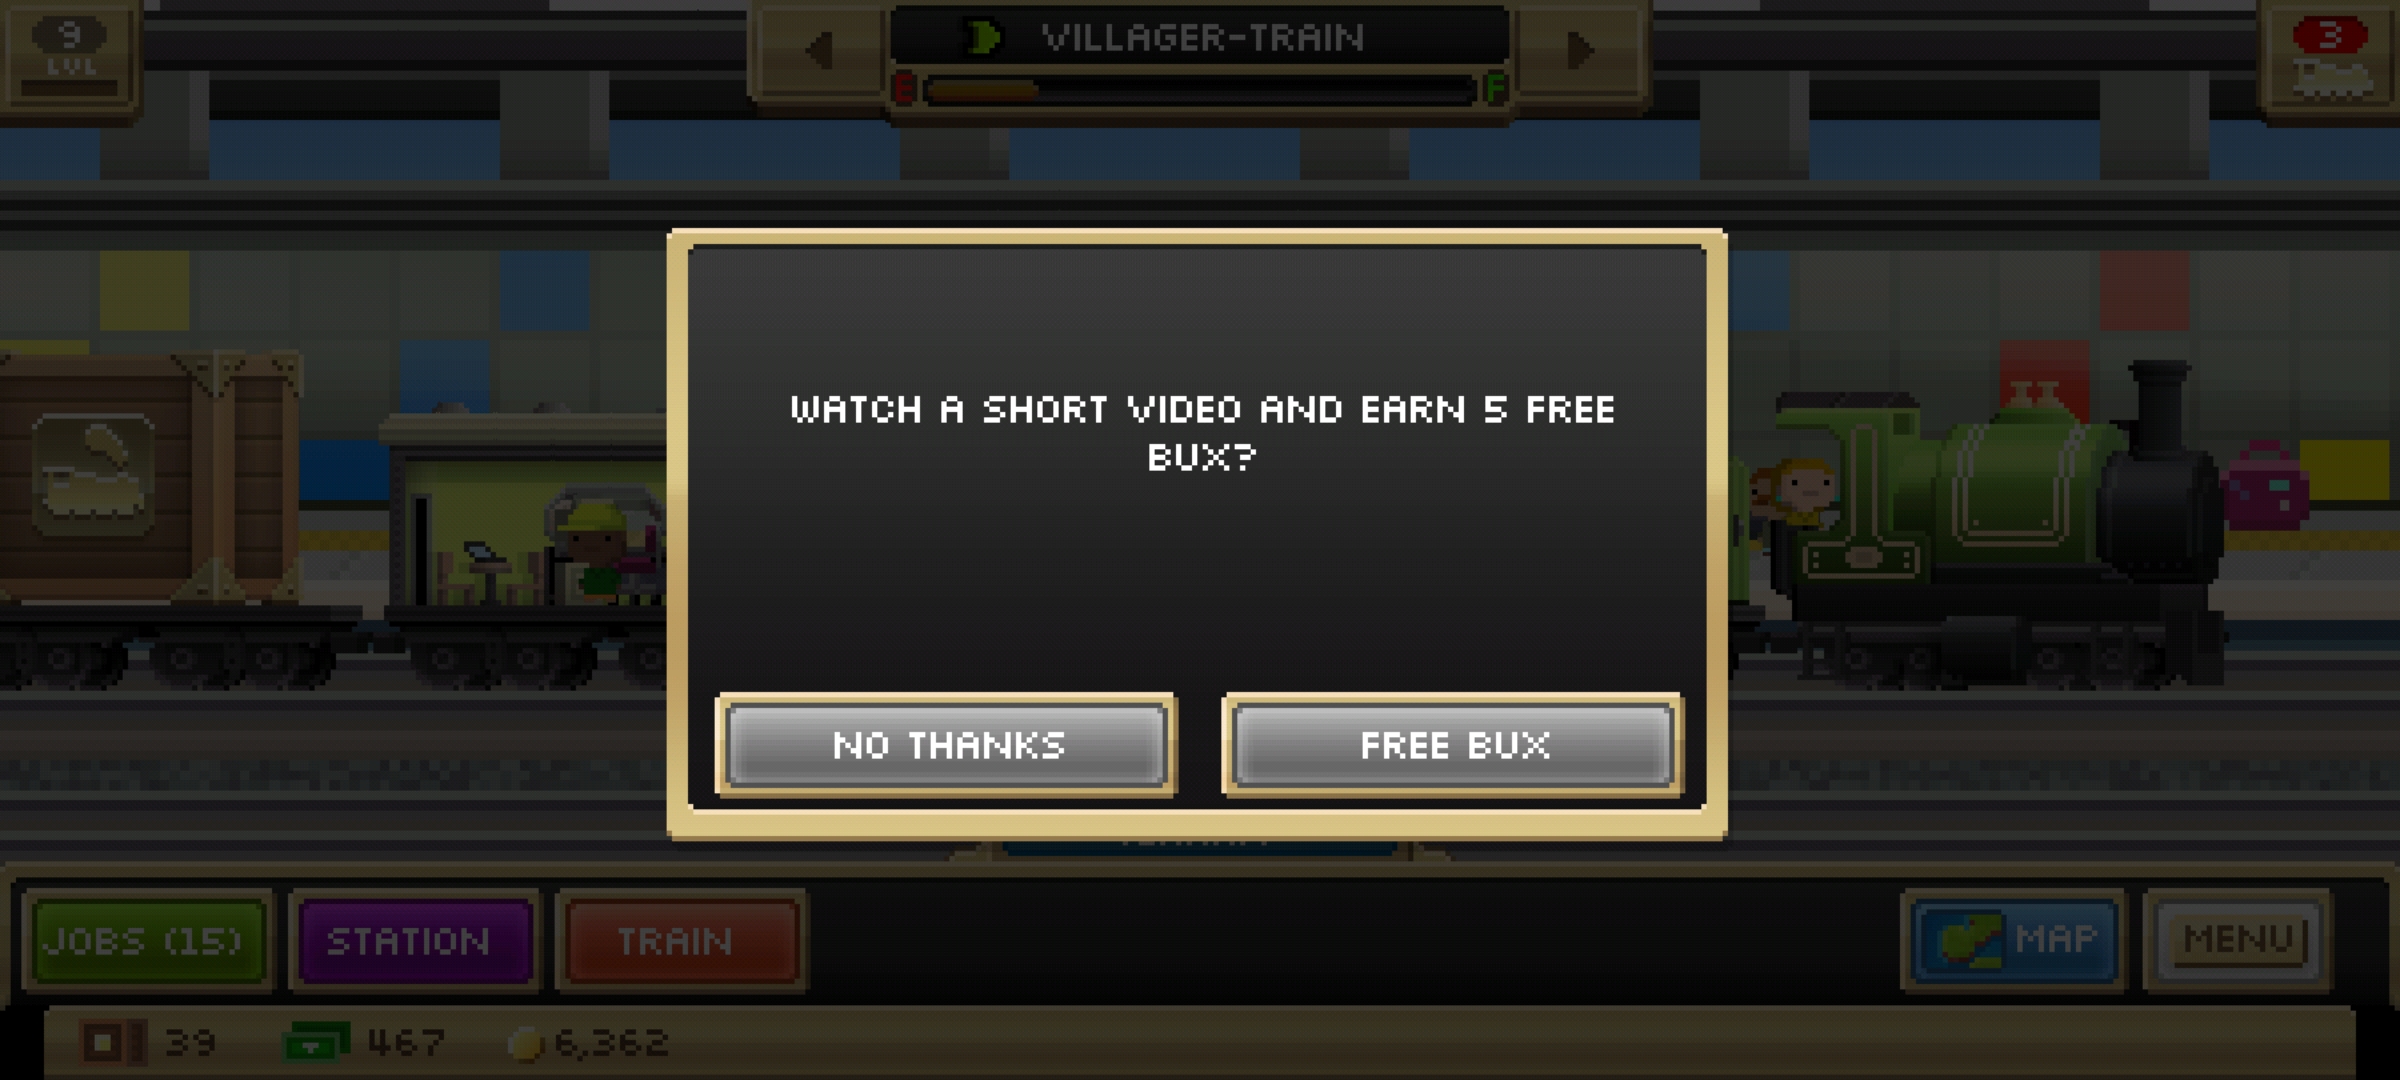 9
LVL
VILLAGER-TRAIN
E
F
3
WATCH A SHORT VIDEO AND EARN 5 FREE
BUX?
NO THANKS
FREE BUX
JOBS (15)
STATION
TRAIN
MAP
MENU
39
467
6,362